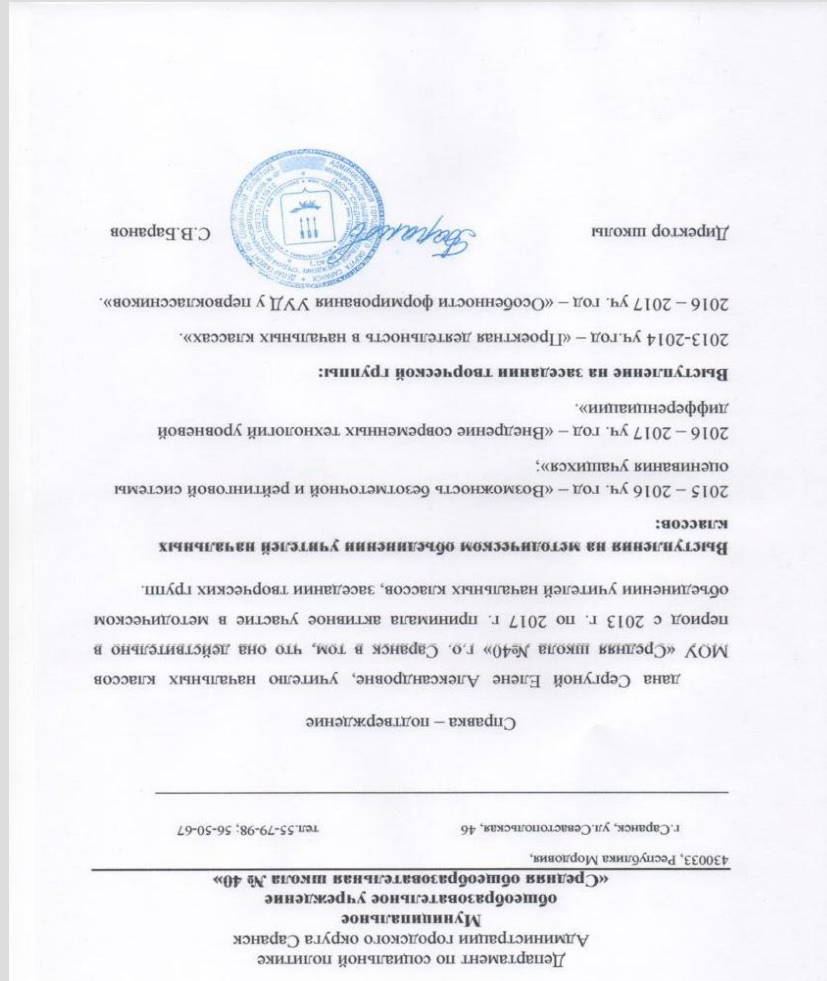 Департамент по социальной политике
Администрации городского округа Саранск
Муниципальное
общеобразовательное учреждение
«Средняя общеобразовательная школа № 40»
430033, Республика Мордовия,
г.Саранск, ул.Севастопольская, 46 тел.55-79-98; 56-50-67
Справка – подтверждение
дана Сергуной Елене Александровне, учителю начальных классов
МОУ «Средняя школа №40» г.о. Саранск в том, что она действительно в
период с 2013 г. по 2017 г. принимала активное участие в методическом
объединении учителей начальных классов, заседании творческих групп.
Выступления на методическом объединении учителей начальных
классов:
2015 – 2016 уч. год – «Возможность безотметочной и рейтинговой системы
оценивания учащихся»;
2016 – 2017 уч. год – «Внедрение современных технологий уровневой
дифференциации».
Выступление на заседании творческой группы:
2013-2014 уч.год – «Проектная деятельность в начальных классах».
2016 – 2017 уч. год – «Особенности формирования УУД у первоклассников».
Директор школы С.В.Баранов